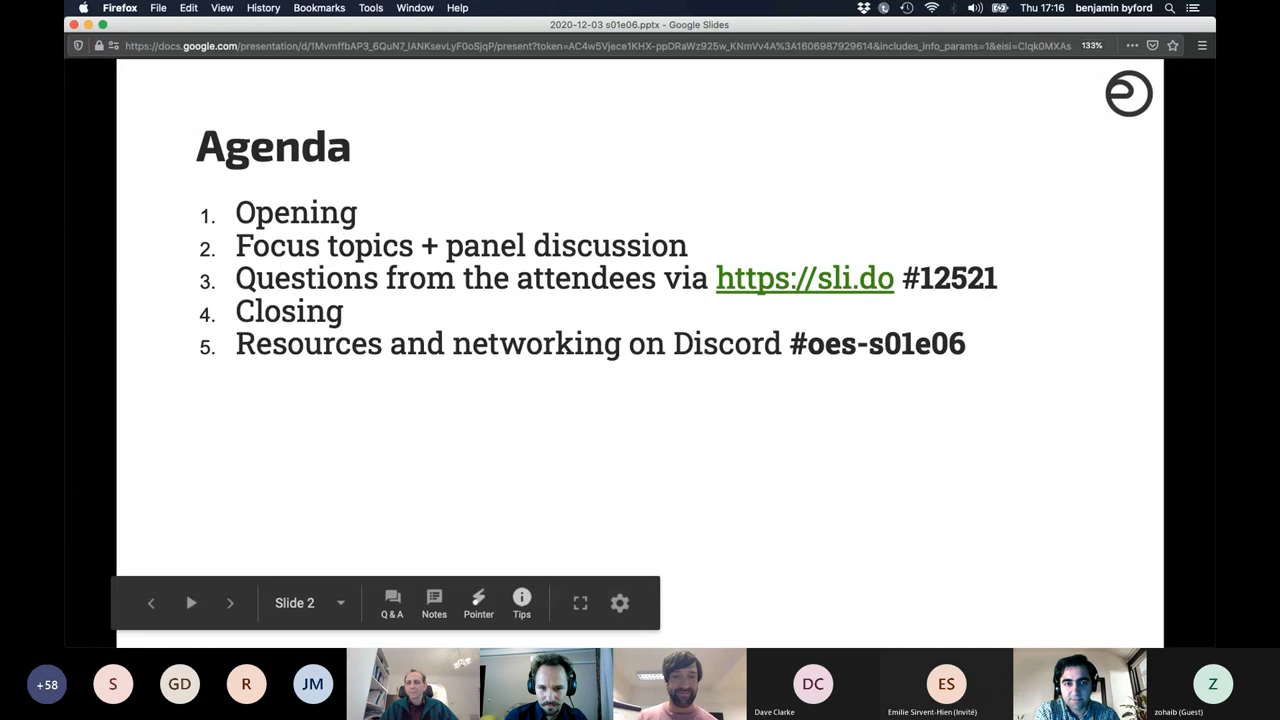 Firefox File Edit View History Bookmarks Tools Window Help Thu 17:16 benjamin byford
2020-12-03 s01e06.pptx - Google Slides
133%
Agenda
1. Opening
2. Focus topics + panel discussion
3. Questions from the attendees via https://sli.do #12521
4. Closing
5. Resources and networking on Discord #oes-s01e06
Slide 2 Q & A Notes Pointer Tips
+58 S GD R JM DC ES Z
Dave Clarke Emilie Sirvent-Hien (Invité) zohaib (Guest)